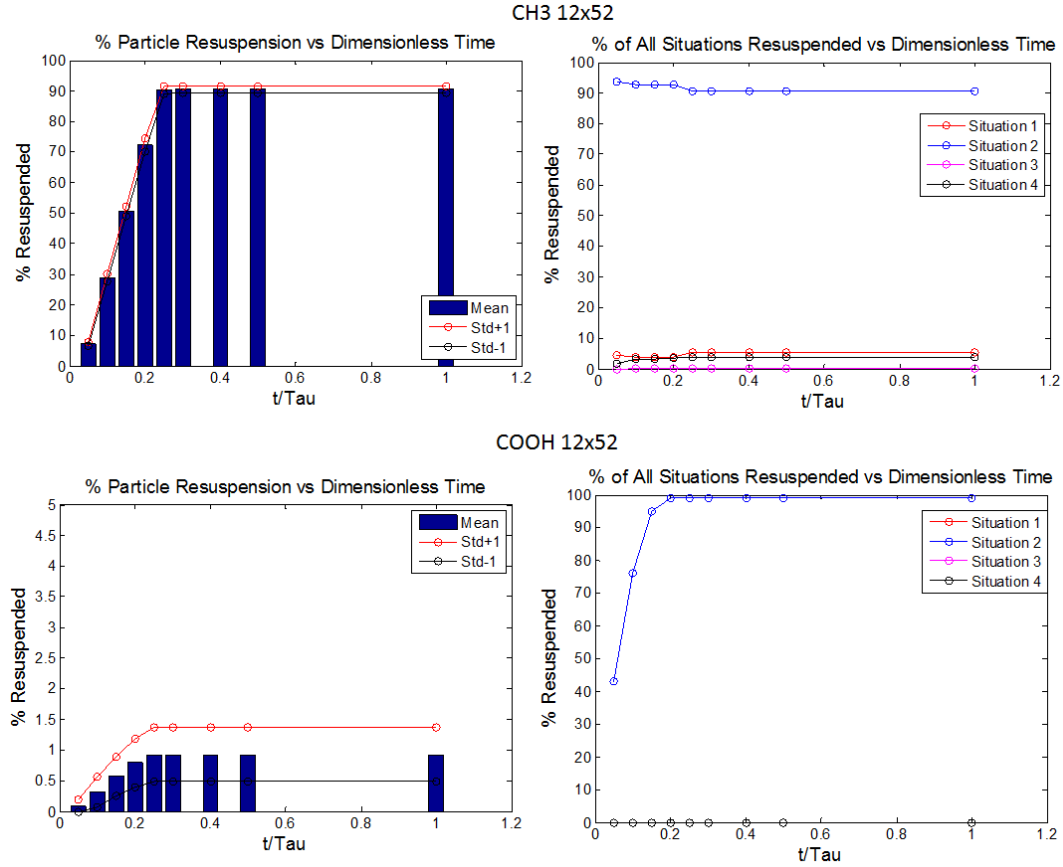 CH3 12x52
% Particle Resuspension vs Dimensionless Time
% Resuspended
100
90
80
70
60
50
40
30
20
10
0
0
0.2
0.4
0.6
0.8
1
1.2
t/Tau
Mean
Std+1
Std-1
% of All Situations Resuspended vs Dimensionless Time
% Resuspended
100
90
80
70
60
50
40
30
20
10
0
0
0.2
0.4
0.6
0.8
1
1.2
t/Tau
Situation 1
Situation 2
Situation 3
Situation 4
COOH 12x52
% Particle Resuspension vs Dimensionless Time
% Resuspended
5
4.5
4
3.5
3
2.5
2
1.5
1
0.5
0
0
0.2
0.4
0.6
0.8
1
1.2
t/Tau
Mean
Std+1
Std-1
% of All Situations Resuspended vs Dimensionless Time
% Resuspended
100
90
80
70
60
50
40
30
20
10
0
0
0.2
0.4
0.6
0.8
1
1.2
t/Tau
Situation 1
Situation 2
Situation 3
Situation 4